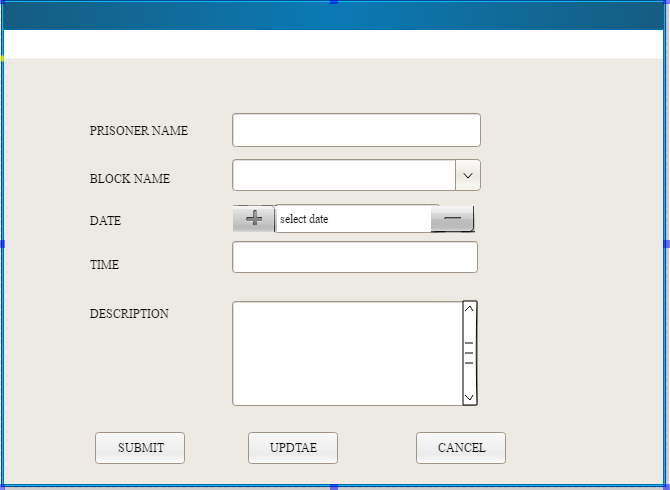 PRISONER NAME
BLOCK NAME
DATE
select date
TIME
DESCRIPTION
SUBMIT
UPDTAE
CANCEL